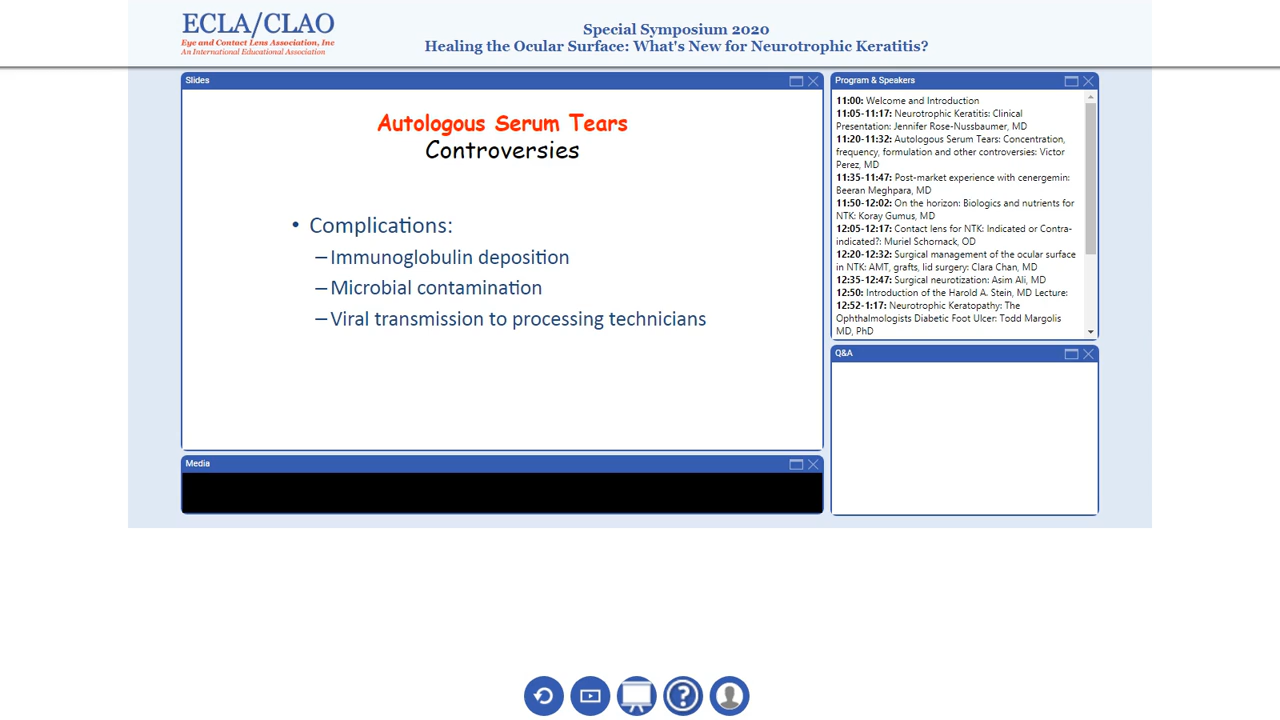 ECLA/CLAO
Eye and Contact Lens Association, Inc
An International Educational Association
Special Symposium 2020
Healing the Ocular Surface: What's New for Neurotrophic Keratitis?
Slides
Autologous Serum Tears
Controversies
• Complications:
–Immunoglobulin deposition
–Microbial contamination
–Viral transmission to processing technicians
Media
Program & Speakers
11:00: Welcome and Introduction
11:05-11:17: Neurotrophic Keratitis: Clinical
Presentation: Jennifer Rose-Nussbaumer, MD
11:20-11:32: Autologous Serum Tears: Concentration,
frequency, formulation and other controversies: Victor
Perez, MD
11:35-11:47: Post-market experience with cenergemin:
Beeran Meghpara, MD
11:50-12:02: On the horizon: Biologics and nutrients for
NTK: Koray Gumus, MD
12:05-12:17: Contact lens for NTK: Indicated or Contra-
indicated?: Muriel Schornack, OD
12:20-12:32: Surgical management of the ocular surface
in NTK: AMT, grafts, lid surgery: Clara Chan, MD
12:35-12:47: Surgical neurotization: Asim Ali, MD
12:50: Introduction of the Harold A. Stein, MD Lecture:
12:52-1:17: Neurotrophic Keratopathy: The
Ophthalmologists Diabetic Foot Ulcer: Todd Margolis
MD, PhD
Q&A